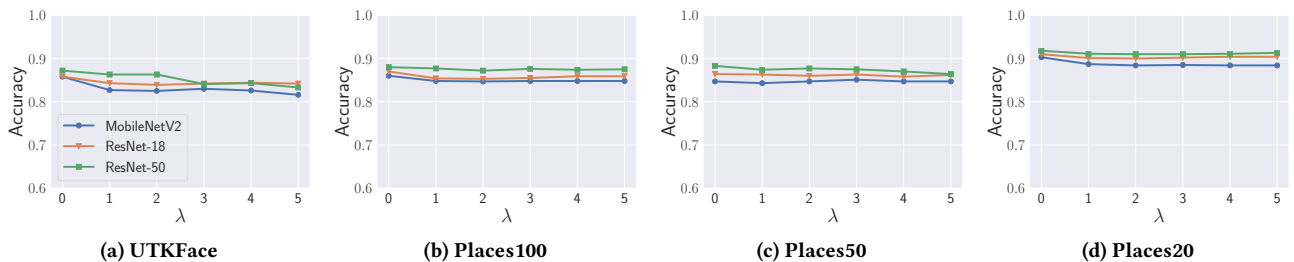 1.0
0.9
0.8
0.7
0.6
Accuracy
MobileNetV2
ResNet-18
ResNet-50
0 1 2 3 4 5
λ
(a) UTKFace
1.0
0.9
0.8
0.7
0.6
Accuracy
0 1 2 3 4 5
λ
(b) Places100
1.0
0.9
0.8
0.7
0.6
Accuracy
0 1 2 3 4 5
λ
(c) Places50
1.0
0.9
0.8
0.7
0.6
Accuracy
0 1 2 3 4 5
λ
(d) Places20